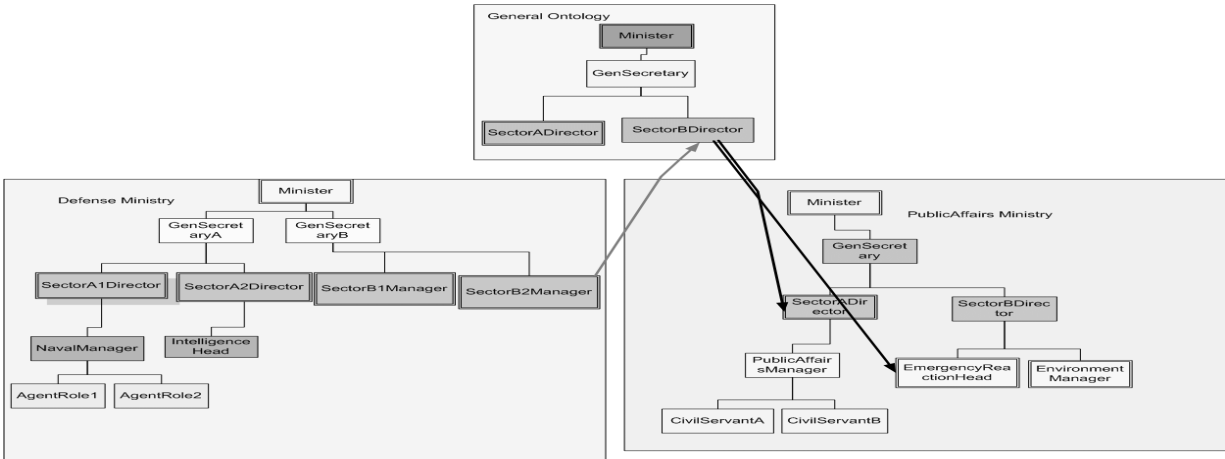 General Ontology
Minister
GenSecretary
SectorADirector
SectorBDirector
Defense Ministry
Minister
GenSecret
aryA
GenSecret
aryB
SectorA1Director
SectorA2Director
SectorB1Manager
SectorB2Manager
NavalManager
Intelligence
Head
AgentRole1
AgentRole2
Minister
PublicAffairs Ministry
GenSecret
ary
SectorADir
ector
SectorBDirec
tor
PublicAffair
sManager
EmergencyRea
ctionHead
Environment
Manager
CivilServantA
CivilServantB